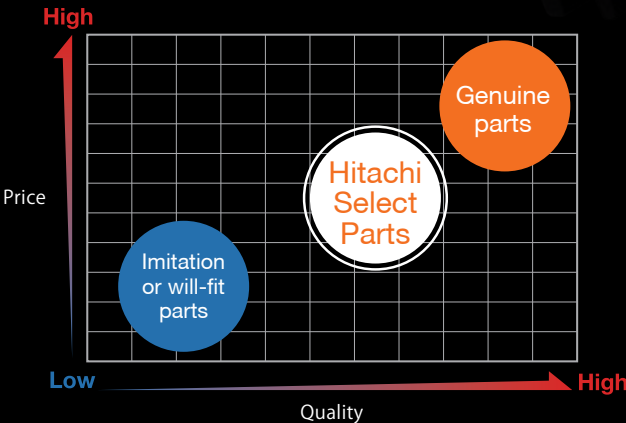 High
Genuine
parts
Hitachi
Select
Parts
Price
Imitation
or will-fit
parts
Low
High
Quality